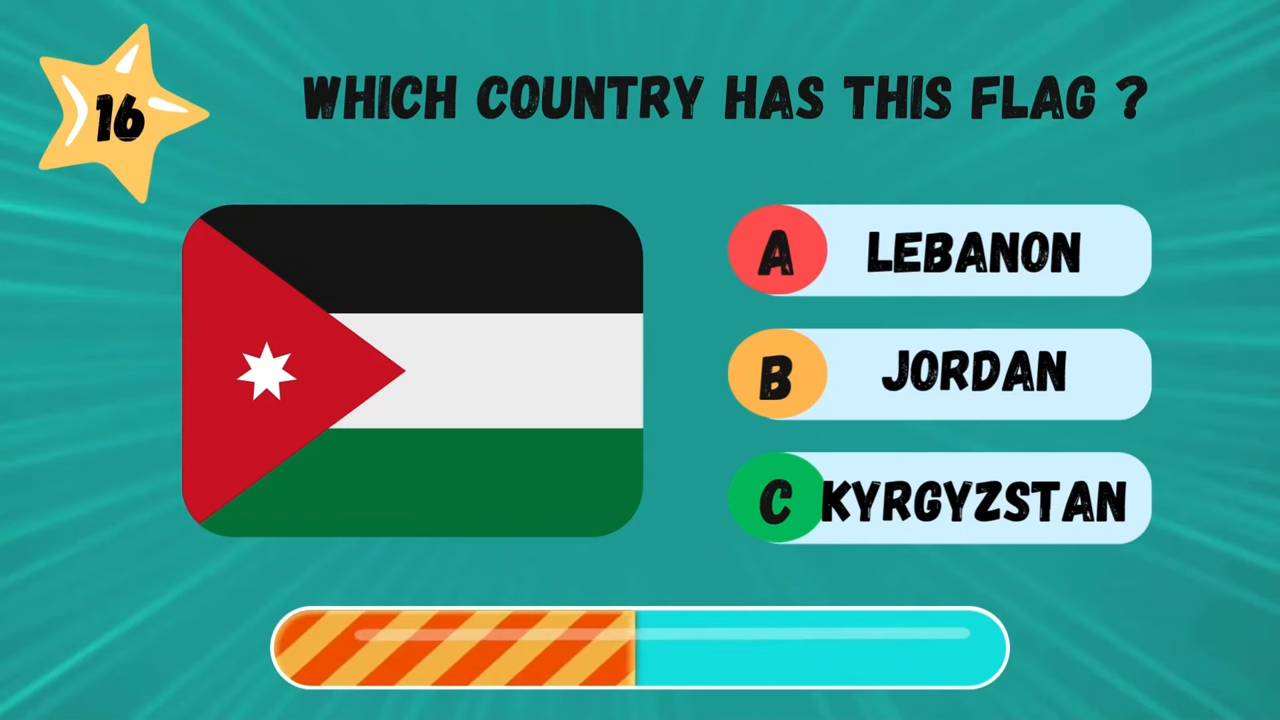 16
WHICH COUNTRY HAS THIS FLAG ?
A LEBANON
B JORDAN
C KYRGYZSTAN